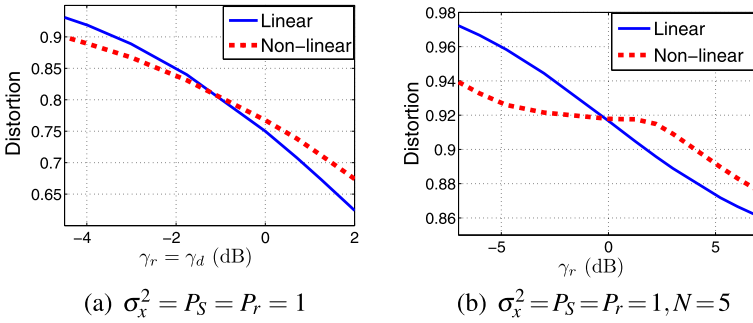 Linear
Non-linear
Distortion
0.9
0.85
0.8
0.75
0.7
0.65
−4
−2
0
2
γr = γd (dB)
(a) σ²x = PS = Pr = 1
Linear
Non-linear
Distortion
0.98
0.96
0.94
0.92
0.9
0.88
0.86
−5
0
5
γr (dB)
(b) σ²x = PS = Pr = 1, N = 5